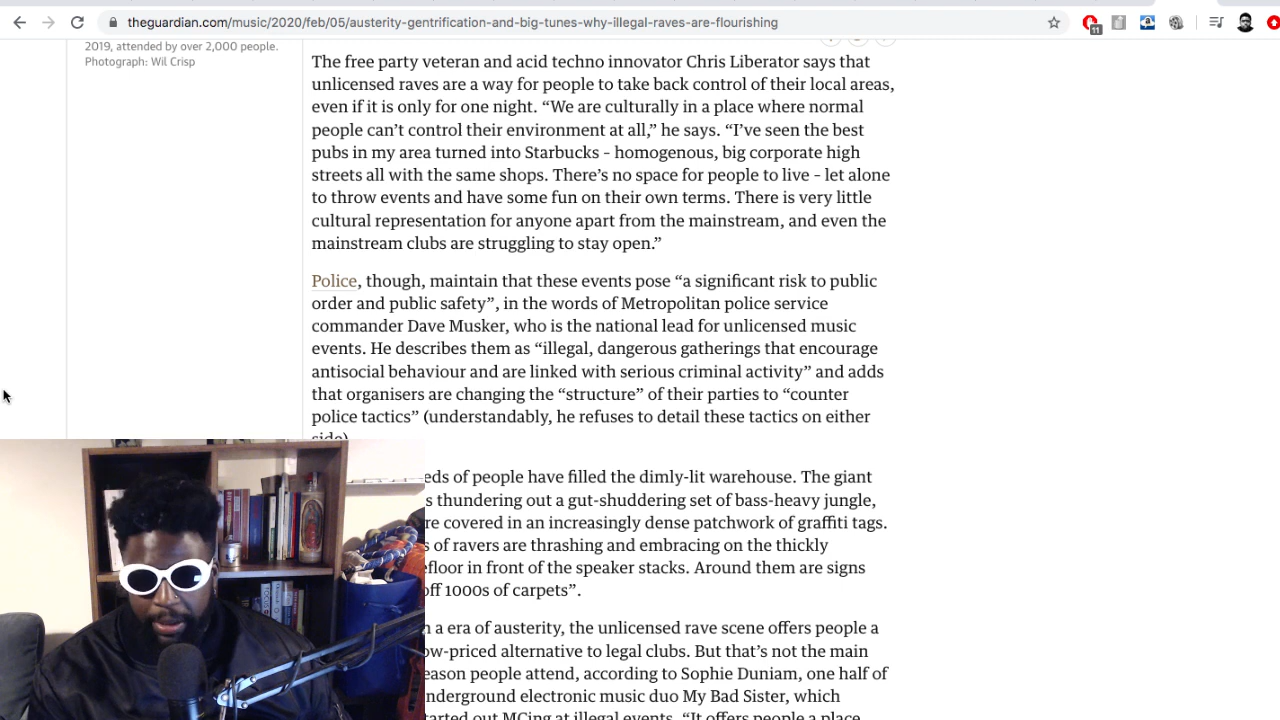 theguardian.com/music/2020/feb/05/austerity-gentrification-and-big-tunes-why-illegal-raves-are-flourishing
11
2019, attended by over 2,000 people.
Photograph: Wil Crisp
The free party veteran and acid techno innovator Chris Liberator says that
unlicensed raves are a way for people to take back control of their local areas,
even if it is only for one night. “We are culturally in a place where normal
people can’t control their environment at all,” he says. “I’ve seen the best
pubs in my area turned into Starbucks – homogenous, big corporate high
streets all with the same shops. There’s no space for people to live – let alone
to throw events and have some fun on their own terms. There is very little
cultural representation for anyone apart from the mainstream, and even the
mainstream clubs are struggling to stay open.”
Police, though, maintain that these events pose “a significant risk to public
order and public safety”, in the words of Metropolitan police service
commander Dave Musker, who is the national lead for unlicensed music
events. He describes them as “illegal, dangerous gatherings that encourage
antisocial behaviour and are linked with serious criminal activity” and adds
that organisers are changing the “structure” of their parties to “counter
police tactics” (understandably, he refuses to detail these tactics on either
side)
eds of people have filled the dimly-lit warehouse. The giant
s thundering out a gut-shuddering set of bass-heavy jungle,
re covered in an increasingly dense patchwork of graffiti tags.
s of ravers are thrashing and embracing on the thickly
efloor in front of the speaker stacks. Around them are signs
off 1000s of carpets”.
n a era of austerity, the unlicensed rave scene offers people a
ow-priced alternative to legal clubs. But that’s not the main
eason people attend, according to Sophie Duniam, one half of
nderground electronic music duo My Bad Sister, which
tarted out MCing at illegal events. “It offers people a place